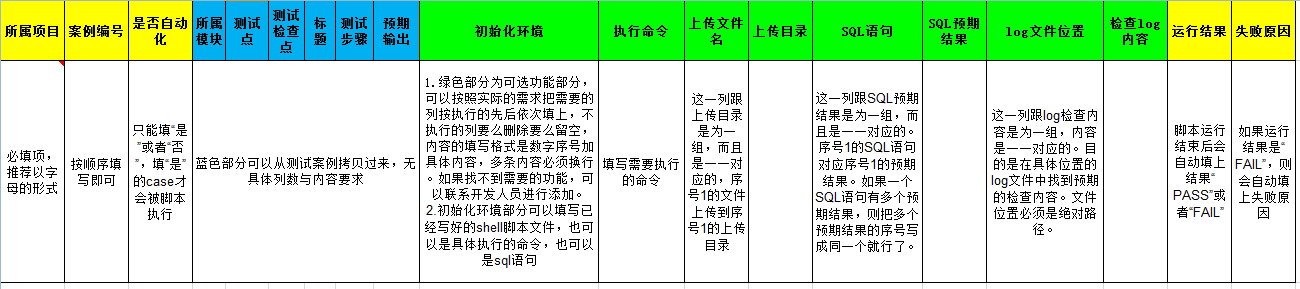 所属项目
案例编号
是否自动
化
所属
模块
测试
点
测试
检查
点
标
题
测试
步骤
预期
输出
初始化环境
执行命令
上传文件
名
上传目录
SQL语句
SQL预期
结果
log文件位置
检查log
内容
运行结果
失败原因
必填项,
推荐以字
母的形式
按顺序填
写即可
只能填“是
”或者“否
”，填“是”
的case才
会被脚本
执行
蓝色部分可以从测试案例拷贝过来，无
具体列数与内容要求
1.绿色部分为可选功能部分，
可以按照实际的需求把需要的
列按执行的先后依次填上，不
执行的列要么删除要么留空，
内容的填写格式是数字序号加
具体内容，多条内容必须换行
。如果找不到需要的功能，可
以联系开发人员进行添加。
2.初始化环境部分可以填写已
经写好的shell脚本文件，也可
以是具体执行的命令，也可以
是sql语句
填写需要执行
的命令
这一列跟
上传目录
是为一
组，而且
是一一对
应的，序
号1的文件
上传到序
号1的上传
目录
这一列跟SQL预期
结果是为一组，而
且是一一对应的。
序号1的SQL语句
对应序号1的预期
结果。如果一个
SQL语句有多个预
期结果，则把多个
预期结果的序号写
成同一个就行了。
这一列跟log检查内
容是为一组，内容
是一一对应的。目
的是在具体位置的
log文件中找到预期
的检查内容。文件
位置必须是绝对路
径。
脚本运行
结束后会
自动填上
结果“
PASS”或
者“FAIL”
如果运行
结果是“
FAIL”，则
会自动填
上失败原
因